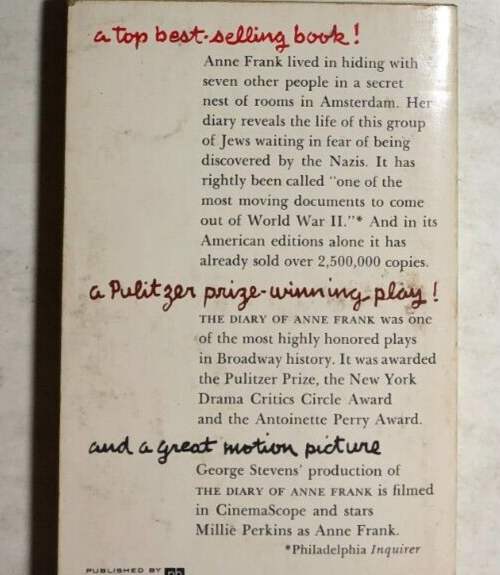 a top best-selling book!
Anne Frank lived in hiding with
seven other people in a secret
nest of rooms in Amsterdam. Her
diary reveals the life of this group
of Jews waiting in fear of being
discovered by the Nazis. It has
rightly been called "one of the
most moving documents to come
out of World War II."* And in its
American editions alone it has
already sold over 2,500,000 copies.
a Pulitzer prize-winning play!
THE DIARY OF ANNE FRANK was one
of the most highly honored plays
in Broadway history. It was awarded
the Pulitzer Prize, the New York
Drama Critics Circle Award
and the Antoinette Perry Award.
and a great motion picture
George Stevens' production of
THE DIARY OF ANNE FRANK is filmed
in CinemaScope and stars
Millie Perkins as Anne Frank.
*Philadelphia Inquirer
PUBLISHED BY